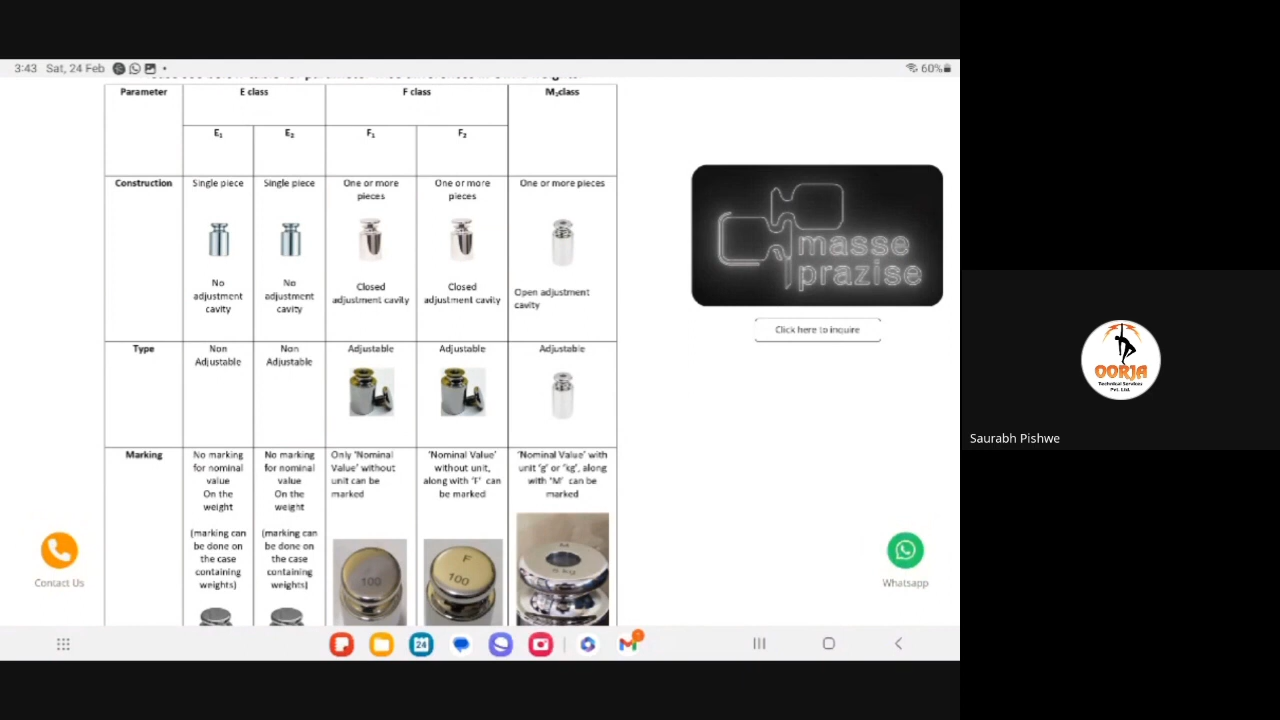 3:43 Sat, 24 Feb
60%
Parameter
E class
F class
M₁class
E₁
E₂
F₁
F₂
Construction
Single piece
No
adjustment
cavity
Single piece
No
adjustment
cavity
One or more
pieces
Closed
adjustment cavity
One or more
pieces
Closed
adjustment cavity
One or more pieces
Open adjustment
cavity
Type
Non
Adjustable
Non
Adjustable
Adjustable
Adjustable
Adjustable
Marking
No marking
for nominal
value
On the
weight
(marking can
be done on
the case
containing
weights)
No marking
for nominal
value
On the
weight
(marking can
be done on
the case
containing
weights)
Only 'Nominal
Value' without
unit can be
marked
100
'Nominal Value'
without unit,
along with 'F' can
be marked
F
100
'Nominal Value' with
unit 'g' or 'kg', along
with 'M' can be
marked
masse
prazise
Click here to inquire
Contact Us
Whatsapp
24
OORJA
Technical Services
Pvt. Ltd.
Saurabh Pishwe